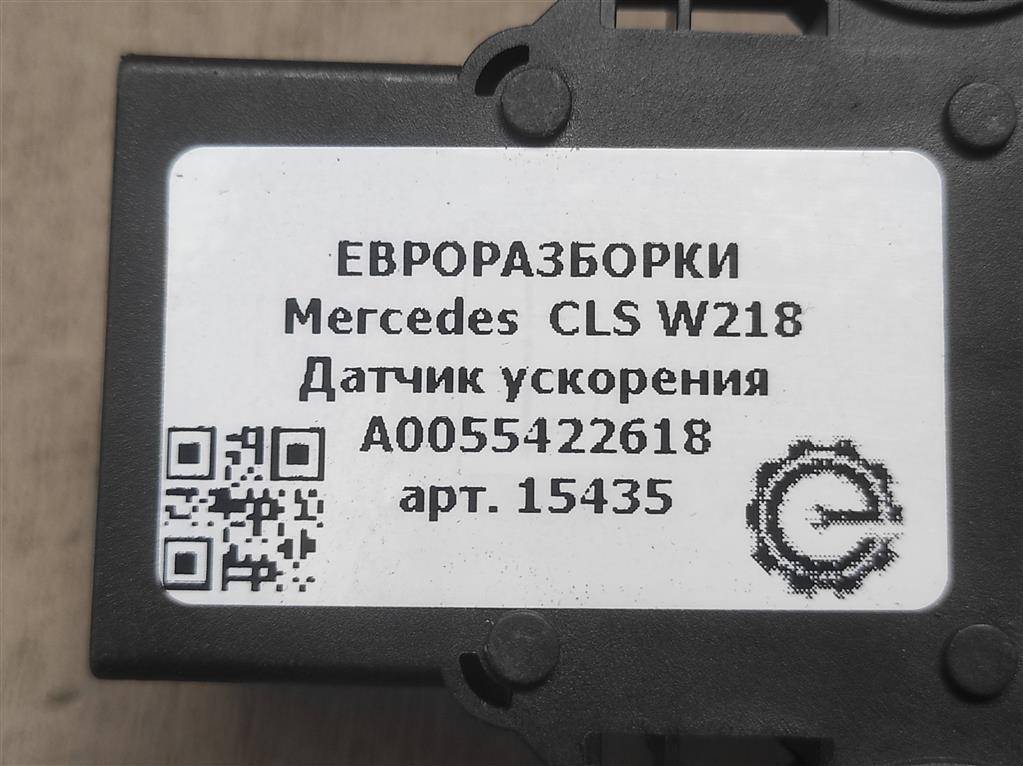 ЕВРОРАЗБОРКИ
Mercedes CLS W218
Датчик ускорения
A0055422618
арт. 15435